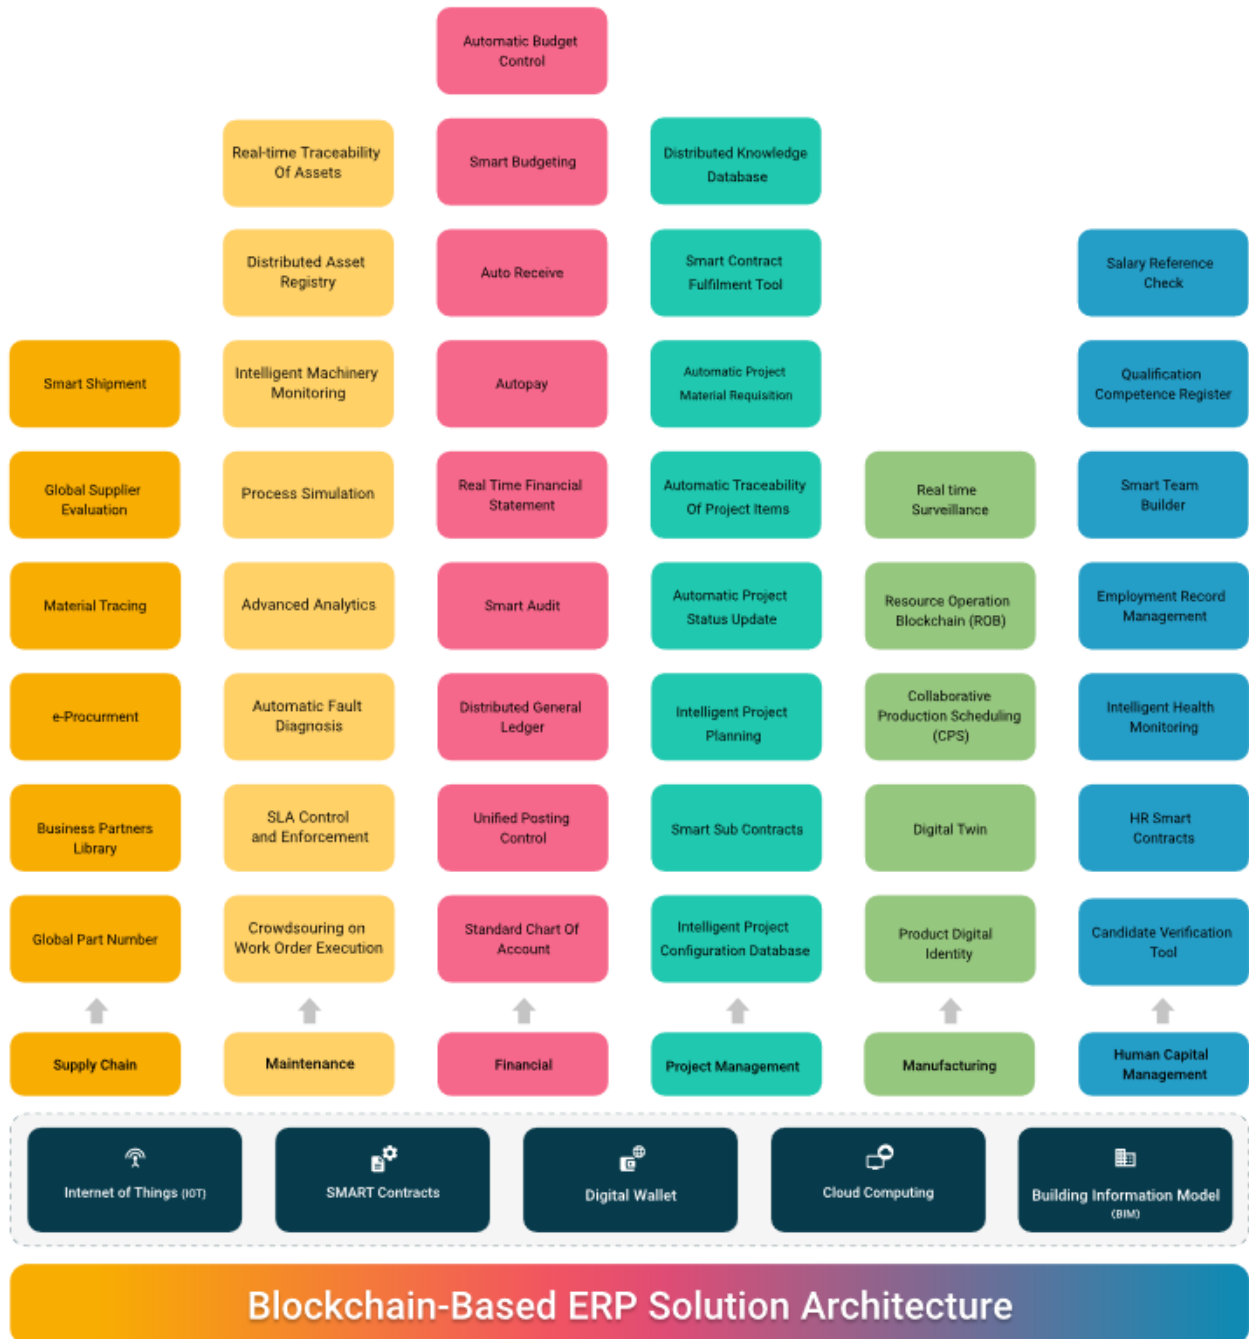 Automatic Budget
Control
Real-time Traceability
Of Assets
Smart Budgeting
Distributed Knowledge
Database
Distributed Asset
Registry
Auto Receive
Smart Contract
Fulfilment Tool
Salary Reference
Check
Smart Shipment
Intelligent Machinery
Monitoring
Autopay
Automatic Project
Material Requisition
Qualification
Competence Register
Global Supplier
Evaluation
Process Simulation
Real Time Financial
Statement
Automatic Traceability
Of Project Items
Real time
Surveillance
Smart Team
Builder
Material Tracing
Advanced Analytics
Smart Audit
Automatic Project
Status Update
Resource Operation
Blockchain (ROB)
Employment Record
Management
e-Procurment
Automatic Fault
Diagnosis
Distributed General
Ledger
Intelligent Project
Planning
Collaborative
Production Scheduling
(CPS)
Intelligent Health
Monitoring
Business Partners
Library
SLA Control
and Enforcement
Unified Posting
Control
Smart Sub Contracts
Digital Twin
HR Smart
Contracts
Global Part Number
Crowdsouring on
Work Order Execution
Standard Chart Of
Account
Intelligent Project
Configuration Database
Product Digital
Identity
Candidate Verification
Tool
Supply Chain
Maintenance
Financial
Project Management
Manufacturing
Human Capital
Management
Internet of Things (IOT)
SMART Contracts
Digital Wallet
Cloud Computing
Building Information Model
(BIM)
Blockchain-Based ERP Solution Architecture